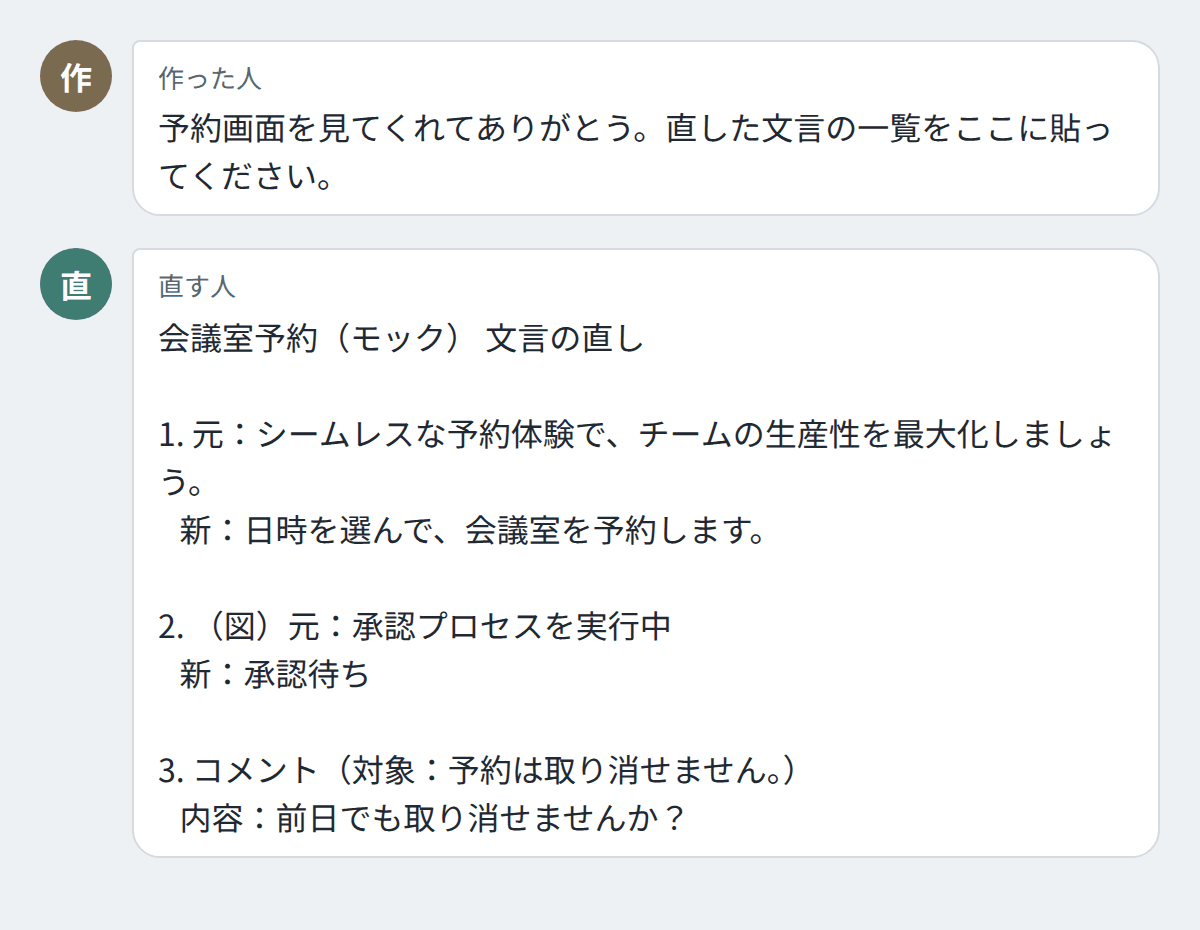 作
作った人
予約画面を見てくれてありがとう。直した文言の一覧をここに貼っ
てください。
直
直す人
会議室予約（モック） 文言の直し
1. 元：シームレスな予約体験で、チームの生産性を最大化しましょ
う。
新：日時を選んで、会議室を予約します。
2. （図）元：承認プロセスを実行中
新：承認待ち
3. コメント（対象：予約は取り消せません。）
内容：前日でも取り消せませんか？